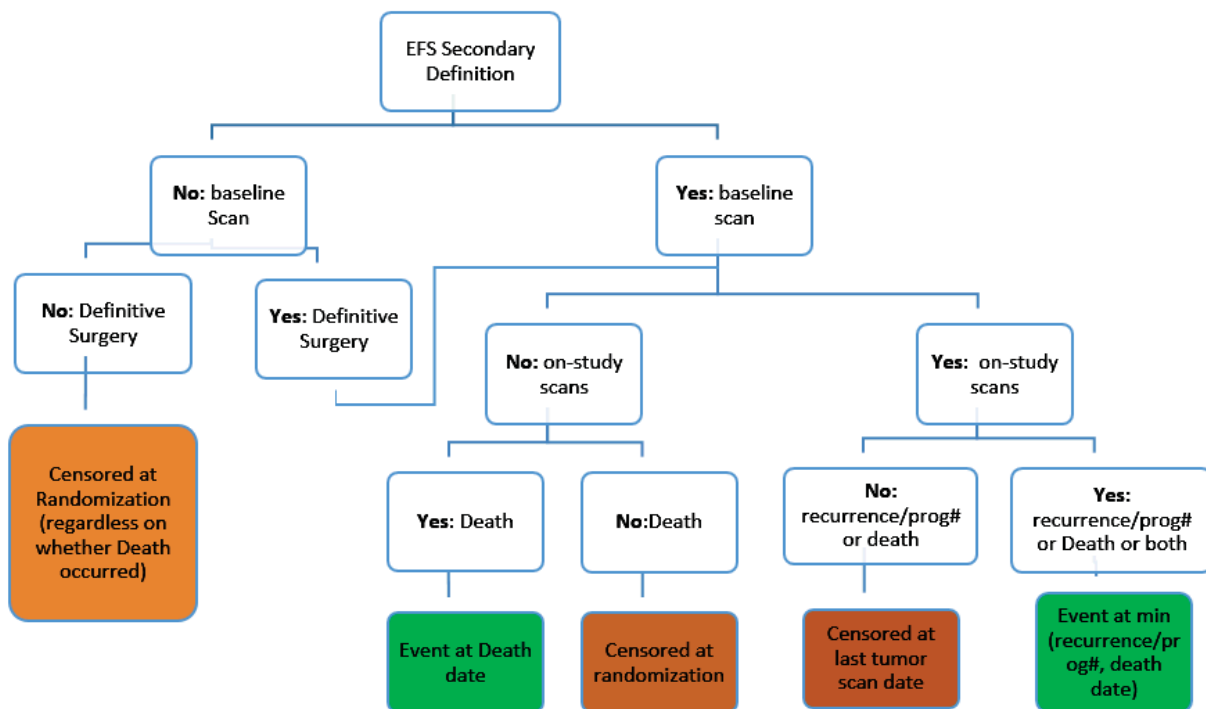 EFS Secondary
Definition
No: baseline
Scan
Yes: baseline
scan
No: Definitive
Surgery
Yes: Definitive
Surgery
No: on-study
scans
Yes: on-study
scans
Censored at
Randomization
(regardless on
whether Death
occurred)
Yes: Death
No:Death
No:
recurrence/prog#
or death
Yes:
recurrence/prog#
or Death or both
Event at Death
date
Censored at
randomization
Censored at
last tumor
scan date
Event at min
(recurrence/pr
og#, death
date)